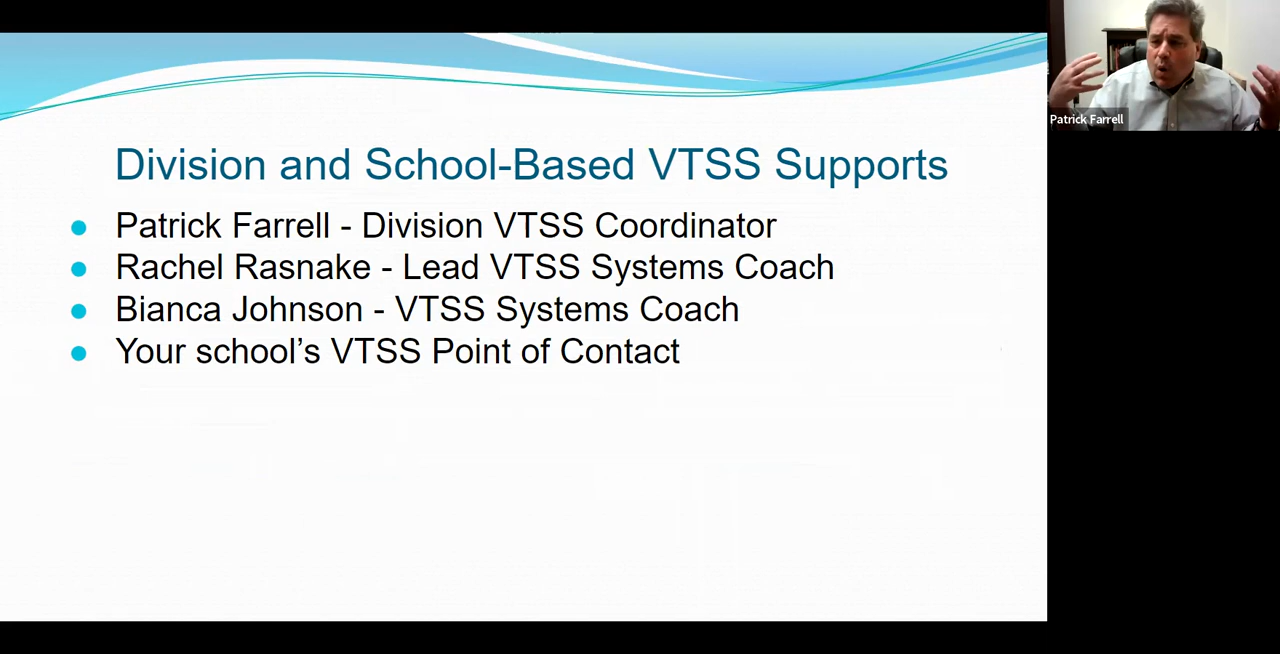 Division and School-Based VTSS Supports
Patrick Farrell - Division VTSS Coordinator
Rachel Rasnake - Lead VTSS Systems Coach
Bianca Johnson - VTSS Systems Coach
Your school’s VTSS Point of Contact
Patrick Farrell